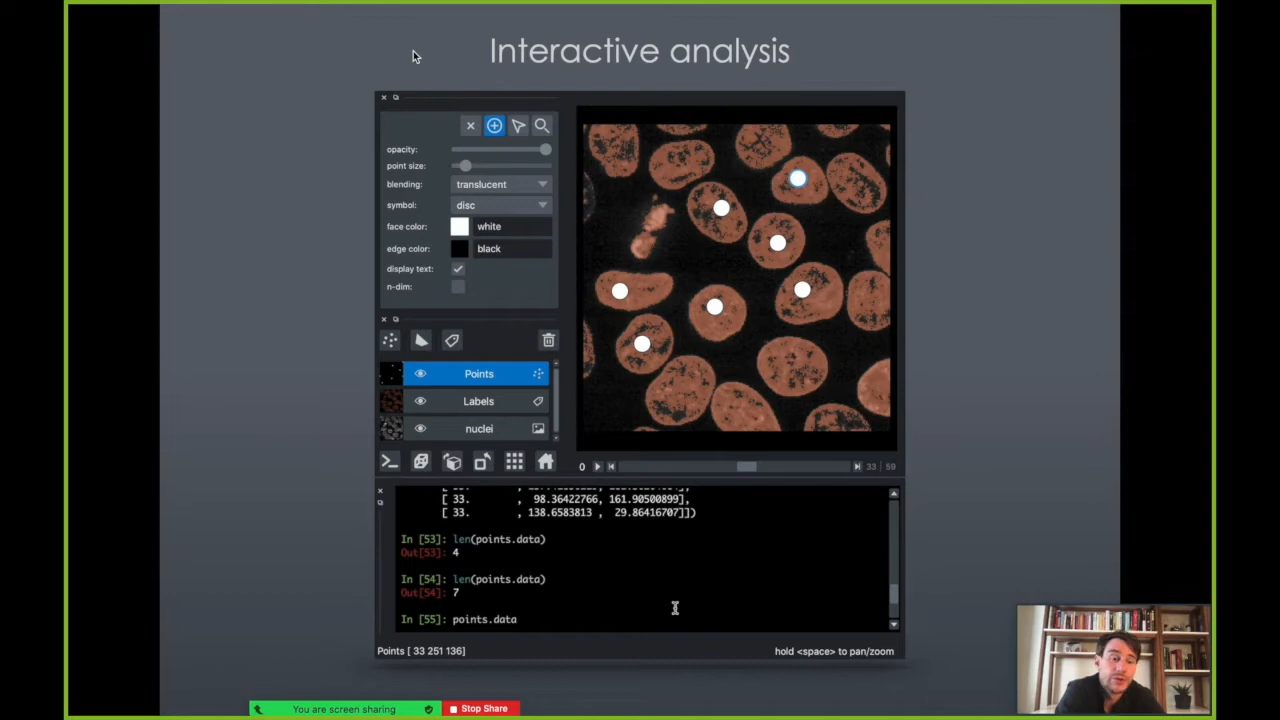 Interactive analysis
opacity:
point size:
blending: translucent
symbol: disc
face color: white
edge color: black
display text:
n-dim:
Points
Labels
nuclei
0 33 59
[ 33. , 98.36422766, 161.90500899],
[ 33. , 138.6583813 , 29.86416707]])
In [53]: len(points.data)
Out[53]: 4
In [54]: len(points.data)
Out[54]: 7
In [55]: points.data
Points [ 33 251 136]
hold <space> to pan/zoom
You are screen sharing
Stop Share